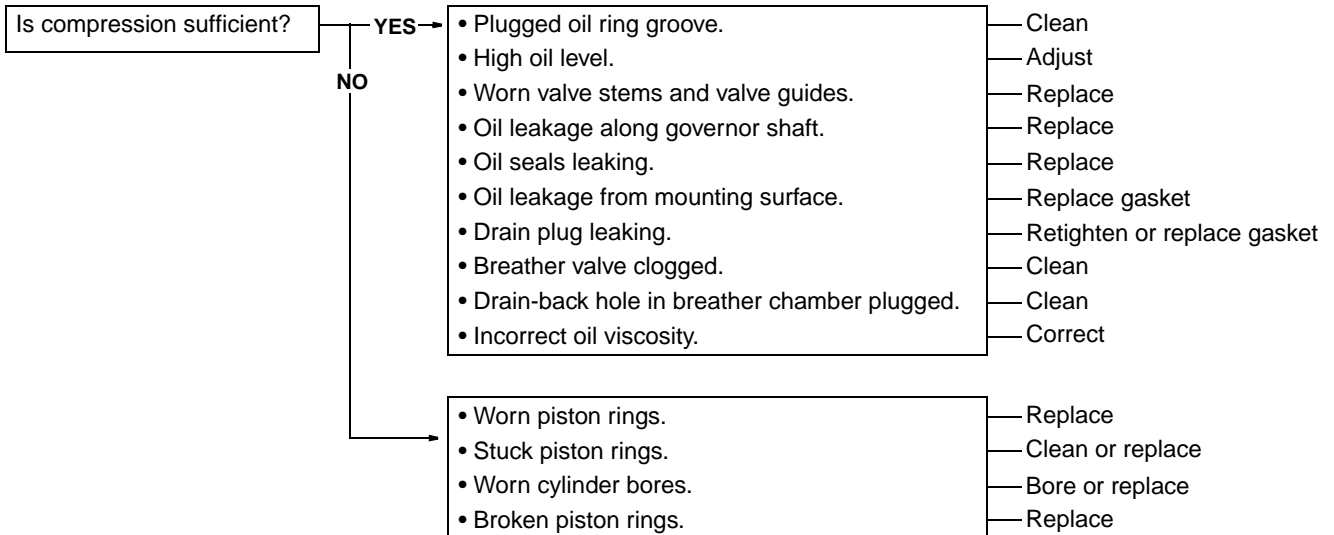 Is compression sufficient?
YES
NO
• Plugged oil ring groove. Clean
• High oil level. Adjust
• Worn valve stems and valve guides. Replace
• Oil leakage along governor shaft. Replace
• Oil seals leaking. Replace
• Oil leakage from mounting surface. Replace gasket
• Drain plug leaking. Retighten or replace gasket
• Breather valve clogged. Clean
• Drain-back hole in breather chamber plugged. Clean
• Incorrect oil viscosity. Correct
• Worn piston rings. Replace
• Stuck piston rings. Clean or replace
• Worn cylinder bores. Bore or replace
• Broken piston rings. Replace